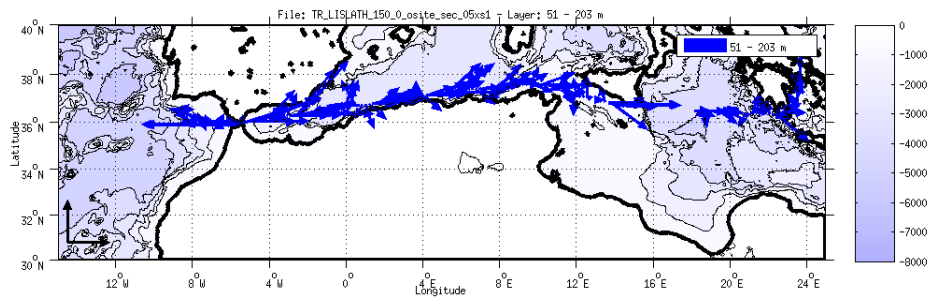 File: TR_LISLATH_150_0_osite_sec_05xs1 - Layer: 51 - 203 m
51 - 203 m
40°N
38°N
36°N
34°N
32°N
30°N
Latitude
12°W
8°W
4°W
0°
4°E
8°E
12°E
16°E
20°E
24°E
Longitude
0
-1000
-2000
-3000
-4000
-5000
-6000
-7000
-8000